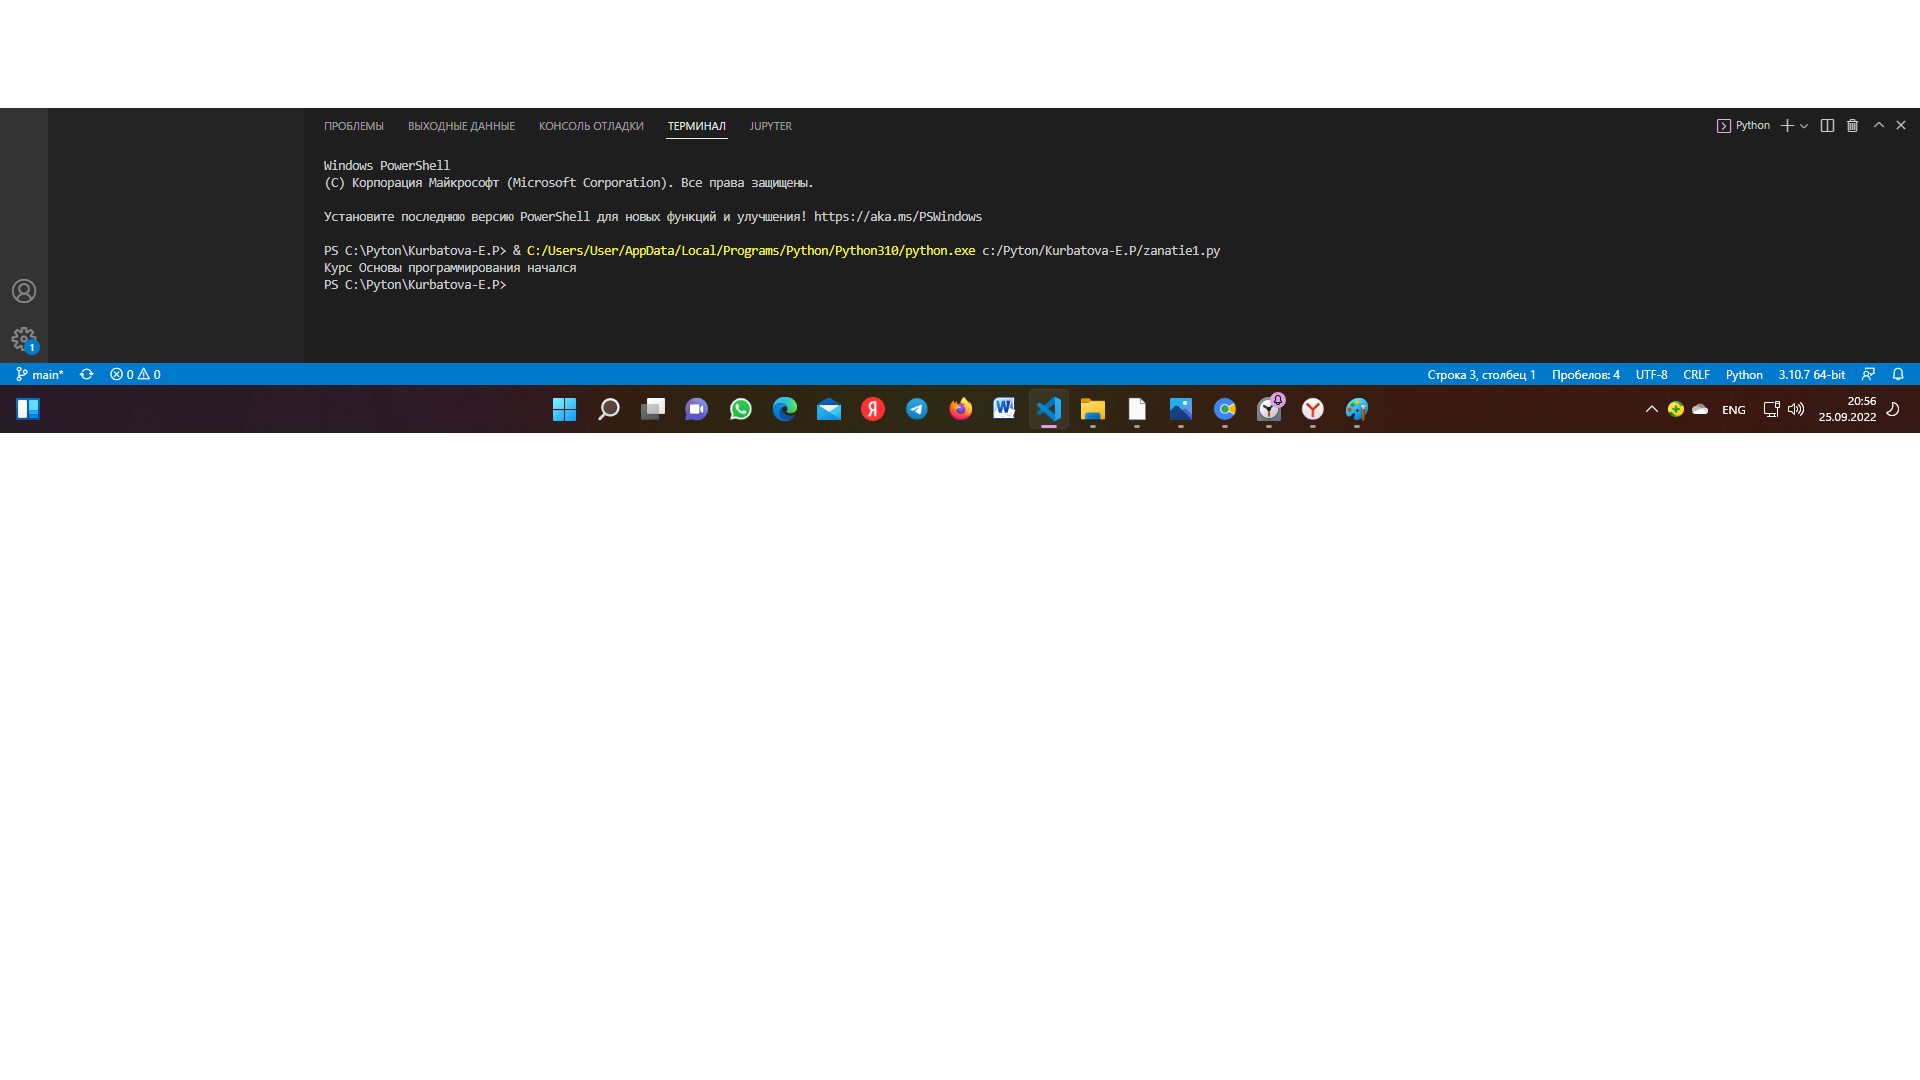 ПРОБЛЕМЫ ВЫХОДНЫЕ ДАННЫЕ КОНСОЛЬ ОТЛАДКИ ТЕРМИНАЛ JUPYTER Python
Windows PowerShell
(C) Корпорация Майкрософт (Microsoft Corporation). Все права защищены.
Установите последнюю версию PowerShell для новых функций и улучшения! https://aka.ms/PSWindows
PS C:\Pyton\Kurbatova-E.P> & C:/Users/User/AppData/Local/Programs/Python/Python310/python.exe c:/Pyton/Kurbatova-E.P/zanatie1.py
Курс Основы программирования начался
PS C:\Pyton\Kurbatova-E.P>
1
main* 0 0 Строка 3, столбец 1 Пробелов: 4 UTF-8 CRLF Python 3.10.7 64-bit
Я W Y ENG 20:56
25.09.2022